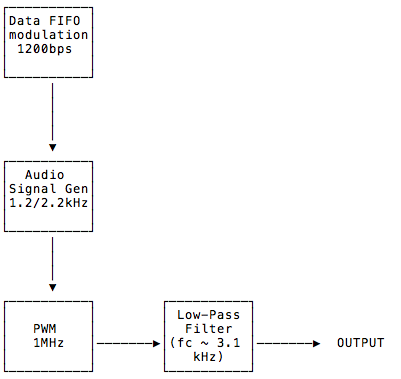 Data FIFO
modulation
1200bps
Audio
Signal Gen
1.2/2.2kHz
PWM
1MHz
Low-Pass
Filter
(fc ~ 3.1
kHz)
OUTPUT